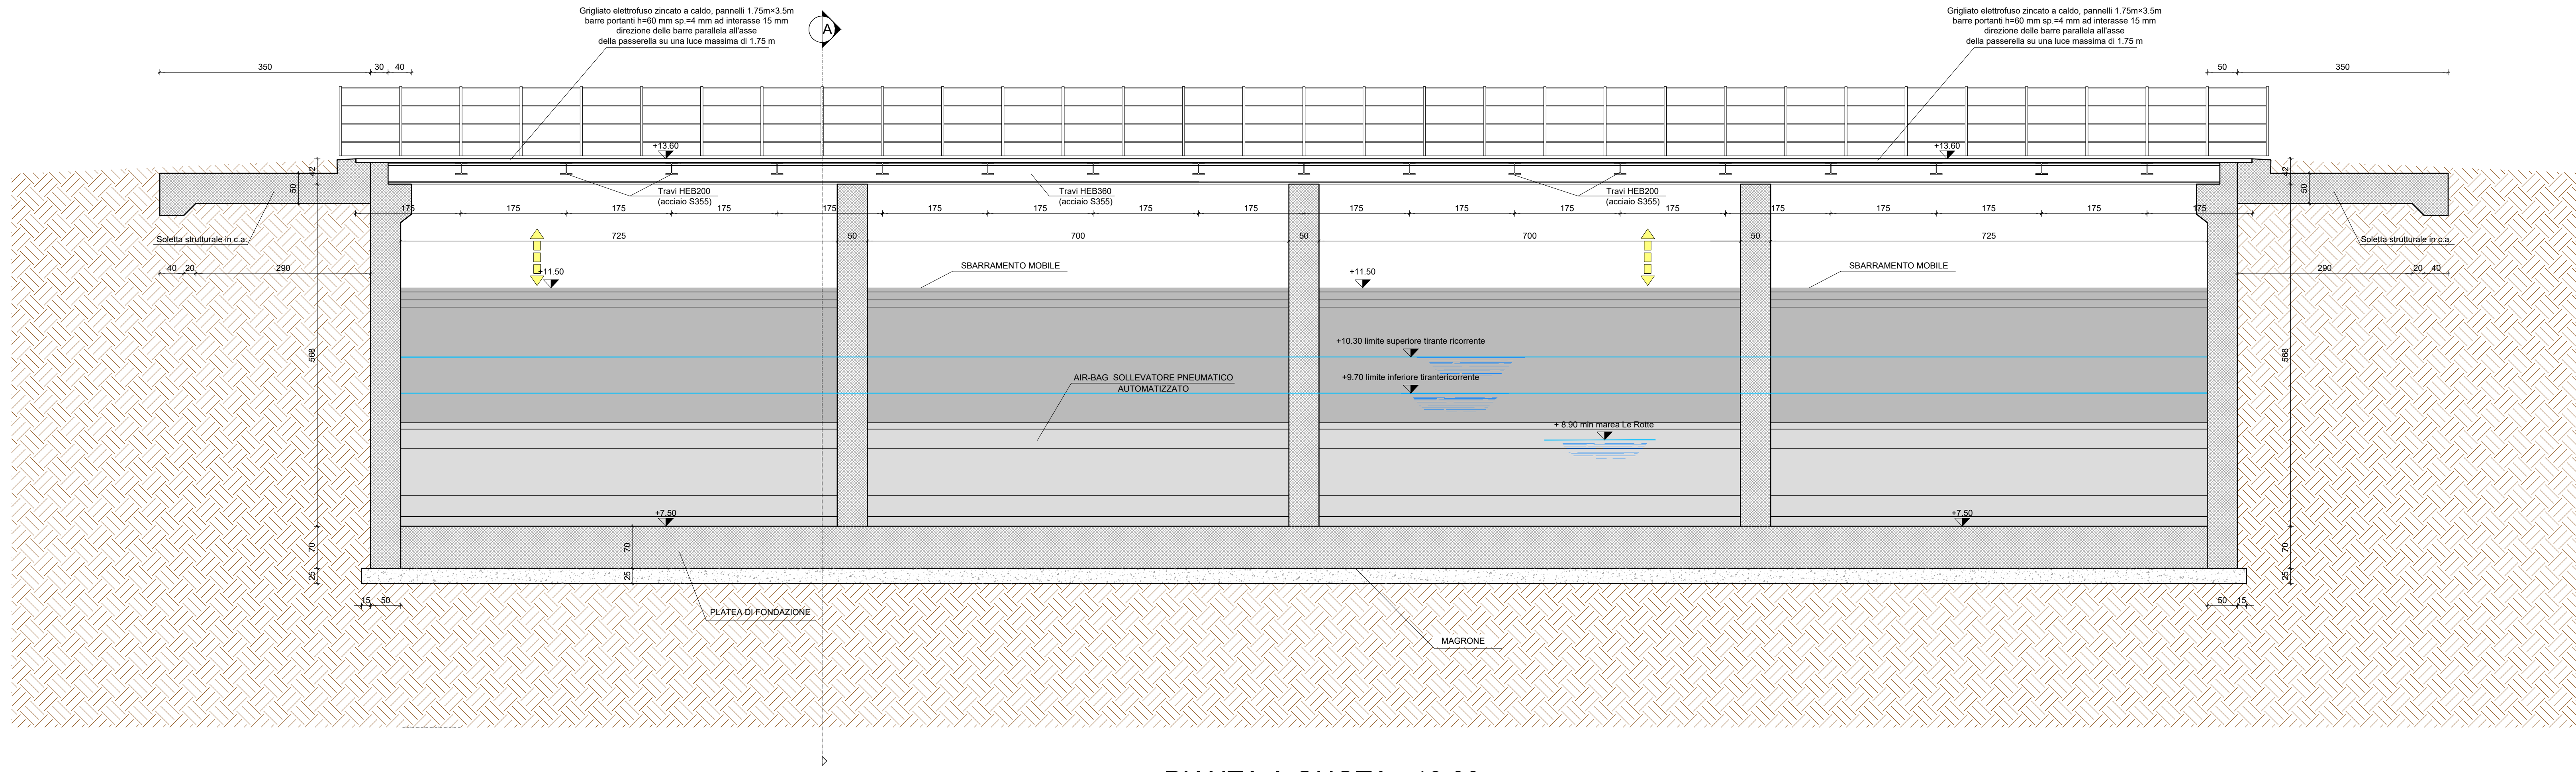 Grigliato elettrofuso zincato a caldo, pannelli 1.75m×3.5m
barre portanti h=60 mm sp.=4 mm ad interasse 15 mm
direzione delle barre parallela all'asse
della passerella su una luce massima di 1.75 m
A
Grigliato elettrofuso zincato a caldo, pannelli 1.75m×3.5m
barre portanti h=60 mm sp.=4 mm ad interasse 15 mm
direzione delle barre parallela all'asse
della passerella su una luce massima di 1.75 m
350 30 40 50 350
+13.60 +13.60
42 42
50 50
Travi HEB200
(acciaio S355)
Travi HEB360
(acciaio S355)
Travi HEB200
(acciaio S355)
175 175 175 175 175 175 175 175 175 175 175 175 175 175 175 175 175 175
725 50 700 50 700 50 725
Soletta strutturale in c.a.
Soletta strutturale in c.a.
40 20 290 290 20 40
SBARRAMENTO MOBILE
SBARRAMENTO MOBILE
+11.50 +11.50
568 568
+10.30 limite superiore tirante ricorrente
+9.70 limite inferiore tirantericorrente
AIR-BAG SOLLEVATORE PNEUMATICO
AUTOMATIZZATO
+ 8.90 min marea Le Rotte
+7.50 +7.50
70 70 70
25 25 25
15 50 50 15
PLATEA DI FONDAZIONE
MAGRONE